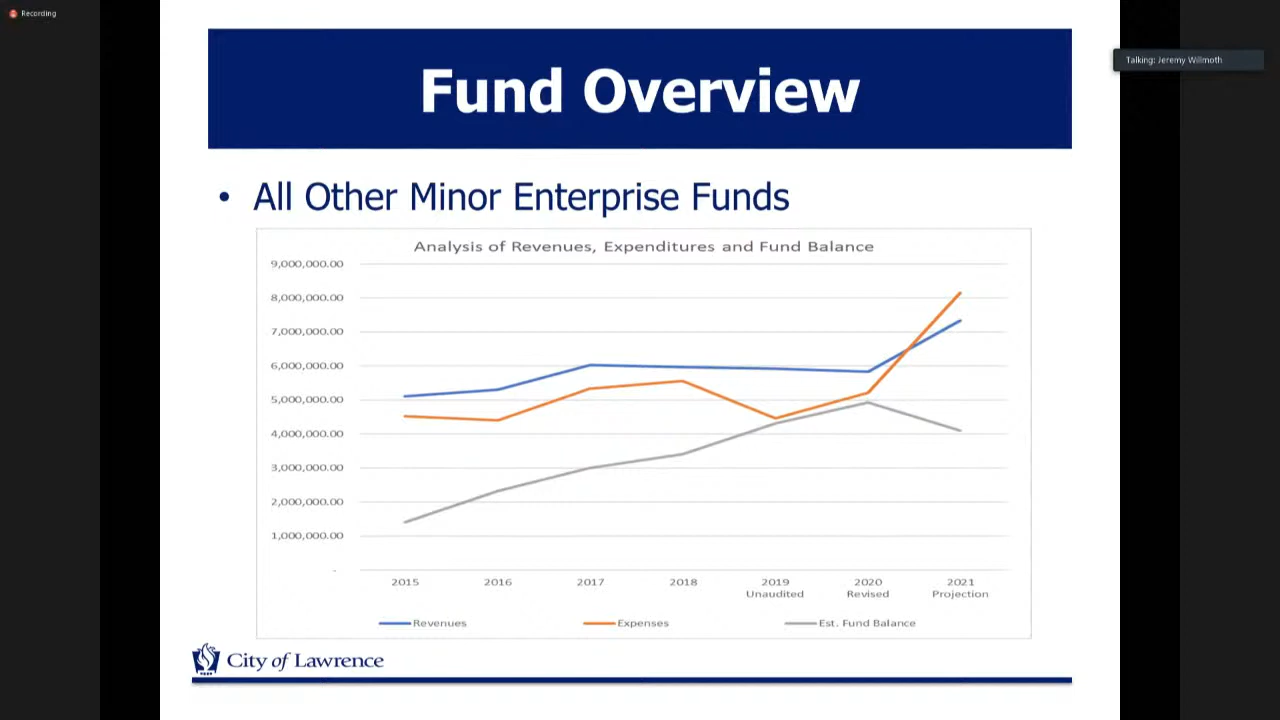 Recording
Talking: Jeremy Willmoth
Fund Overview
• All Other Minor Enterprise Funds
Analysis of Revenues, Expenditures and Fund Balance
9,000,000.00
8,000,000.00
7,000,000.00
6,000,000.00
5,000,000.00
4,000,000.00
3,000,000.00
2,000,000.00
1,000,000.00
-
2015 2016 2017 2018 2019 2020 2021
Unaudited Revised Projection
Revenues Expenses Est. Fund Balance
City of Lawrence